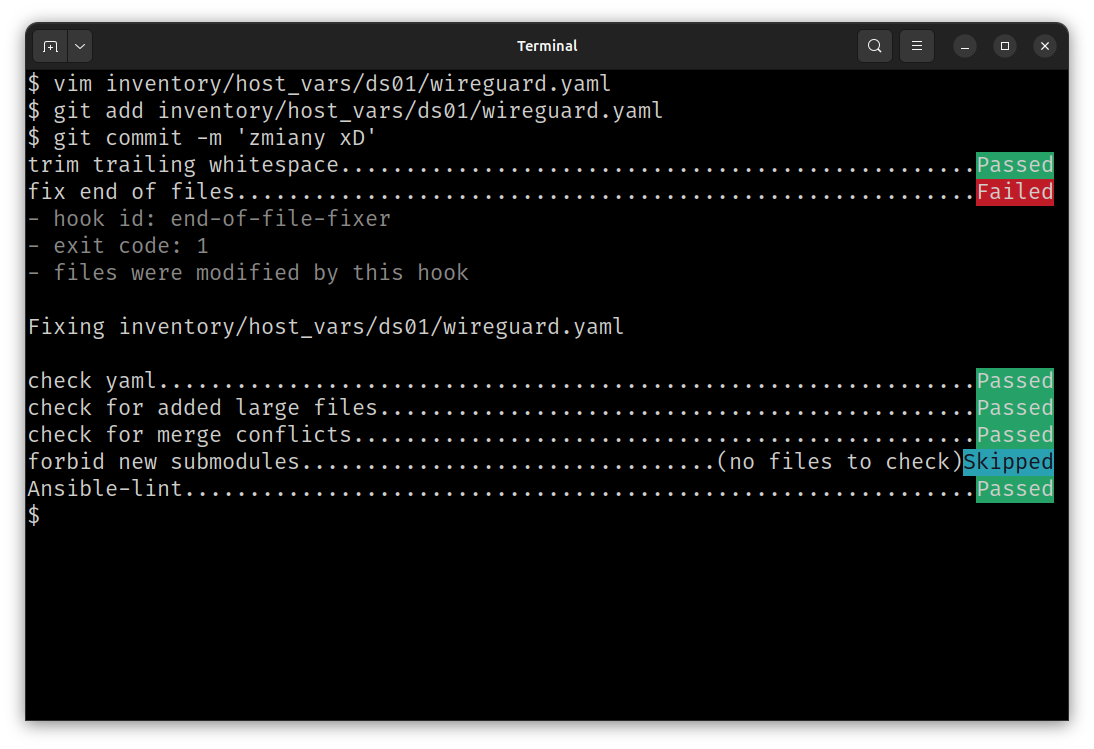 Terminal
$ vim inventory/host_vars/ds01/wireguard.yaml
$ git add inventory/host_vars/ds01/wireguard.yaml
$ git commit -m 'zmiany xD'
trim trailing whitespace.................................................Passed
fix end of files.........................................................Failed
- hook id: end-of-file-fixer
- exit code: 1
- files were modified by this hook
Fixing inventory/host_vars/ds01/wireguard.yaml
check yaml...............................................................Passed
check for added large files..............................................Passed
check for merge conflicts................................................Passed
forbid new submodules................................(no files to check)Skipped
Ansible-lint.............................................................Passed
$